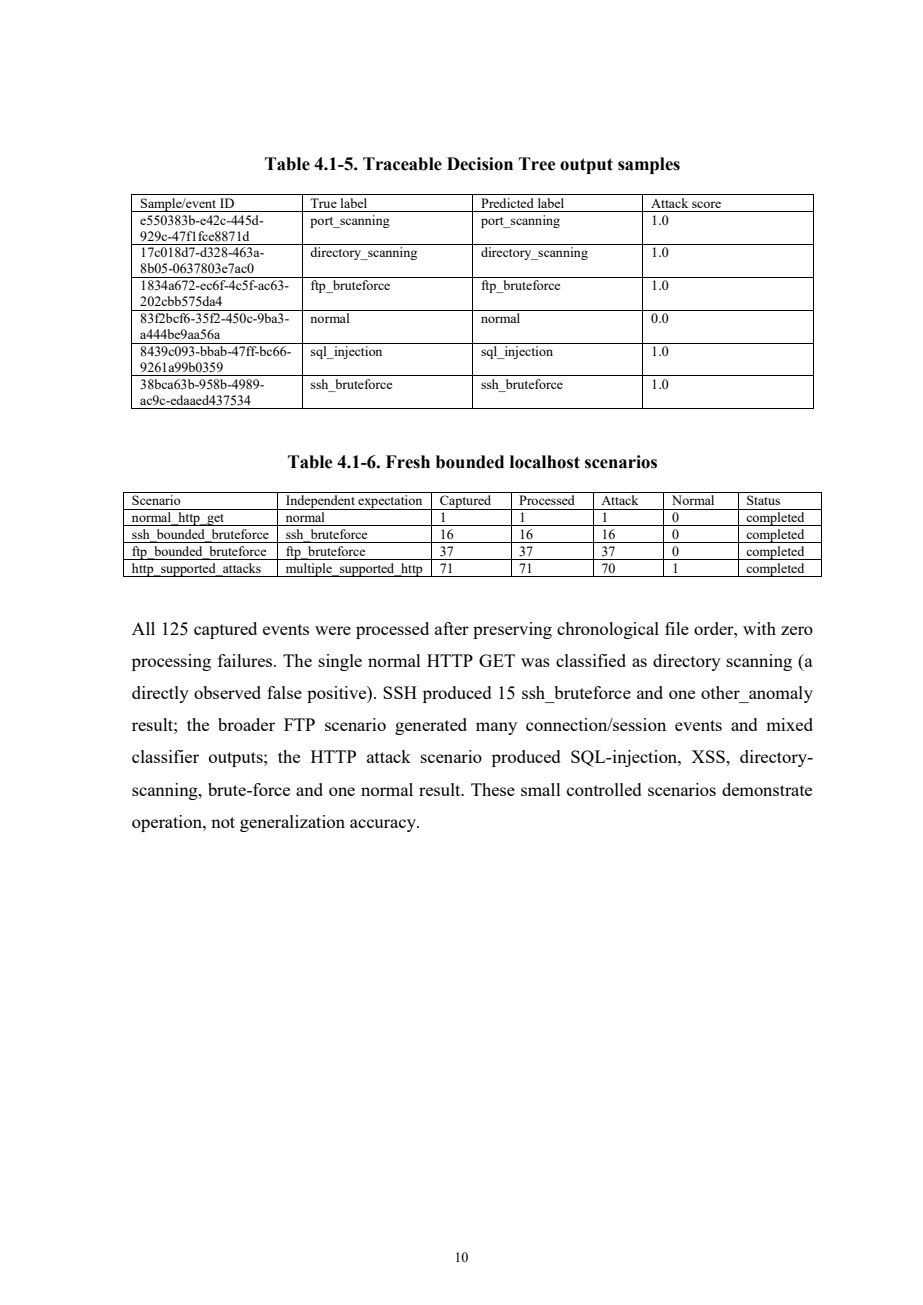 Table 4.1-5. Traceable Decision Tree output samples
Sample/event ID True label Predicted label Attack score
e550383b-e42c-445d- port_scanning port_scanning 1.0
929c-47f1fce8871d
17c018d7-d328-463a- directory_scanning directory_scanning 1.0
8b05-0637803e7ac0
1834a672-ec6f-4c5f-ac63- ftp_bruteforce ftp_bruteforce 1.0
202cbb575da4
83f2bcf6-35f2-450c-9ba3- normal normal 0.0
a444be9aa56a
8439c093-bbab-47ff-bc66- sql_injection sql_injection 1.0
9261a99b0359
38bca63b-958b-4989- ssh_bruteforce ssh_bruteforce 1.0
ac9c-edaaed437534
Table 4.1-6. Fresh bounded localhost scenarios
Scenario Independent expectation Captured Processed Attack Normal Status
normal_http_get normal 1 1 1 0 completed
ssh_bounded_bruteforce ssh_bruteforce 16 16 16 0 completed
ftp_bounded_bruteforce ftp_bruteforce 37 37 37 0 completed
http_supported_attacks multiple_supported_http 71 71 70 1 completed
All 125 captured events were processed after preserving chronological file order, with zero
processing failures. The single normal HTTP GET was classified as directory scanning (a
directly observed false positive). SSH produced 15 ssh_bruteforce and one other_anomaly
result; the broader FTP scenario generated many connection/session events and mixed
classifier outputs; the HTTP attack scenario produced SQL-injection, XSS, directory-
scanning, brute-force and one normal result. These small controlled scenarios demonstrate
operation, not generalization accuracy.
10